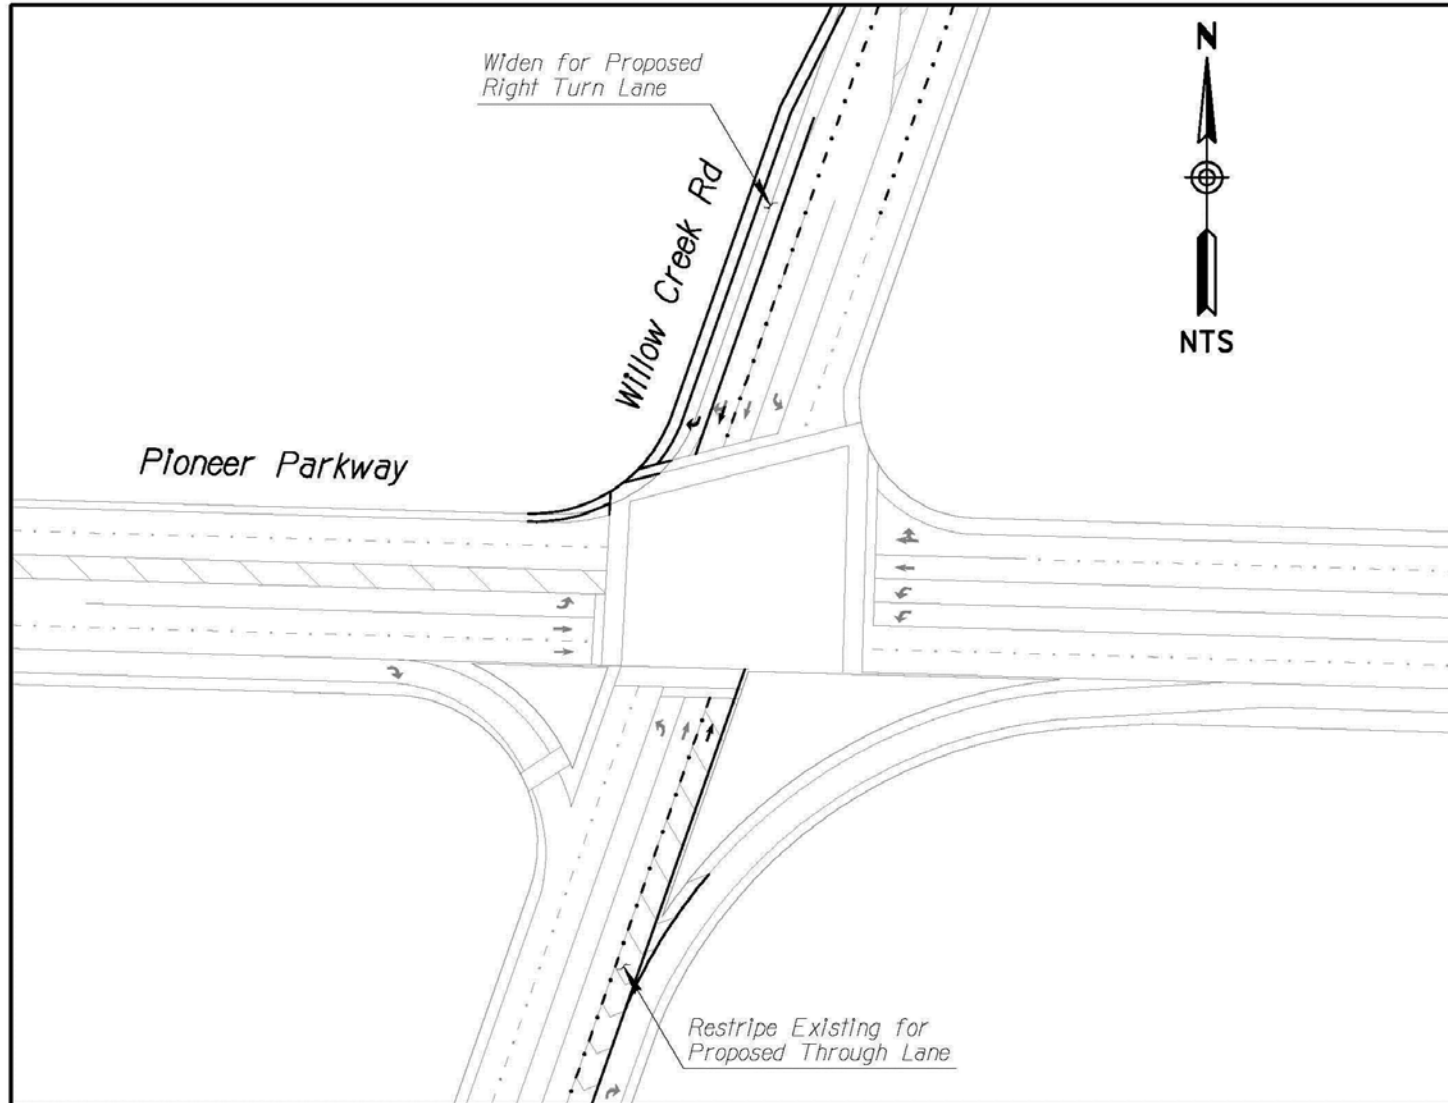 Widen for Proposed
Right Turn Lane
N
NTS
Willow Creek Rd
Pioneer Parkway
Restripe Existing for
Proposed Through Lane